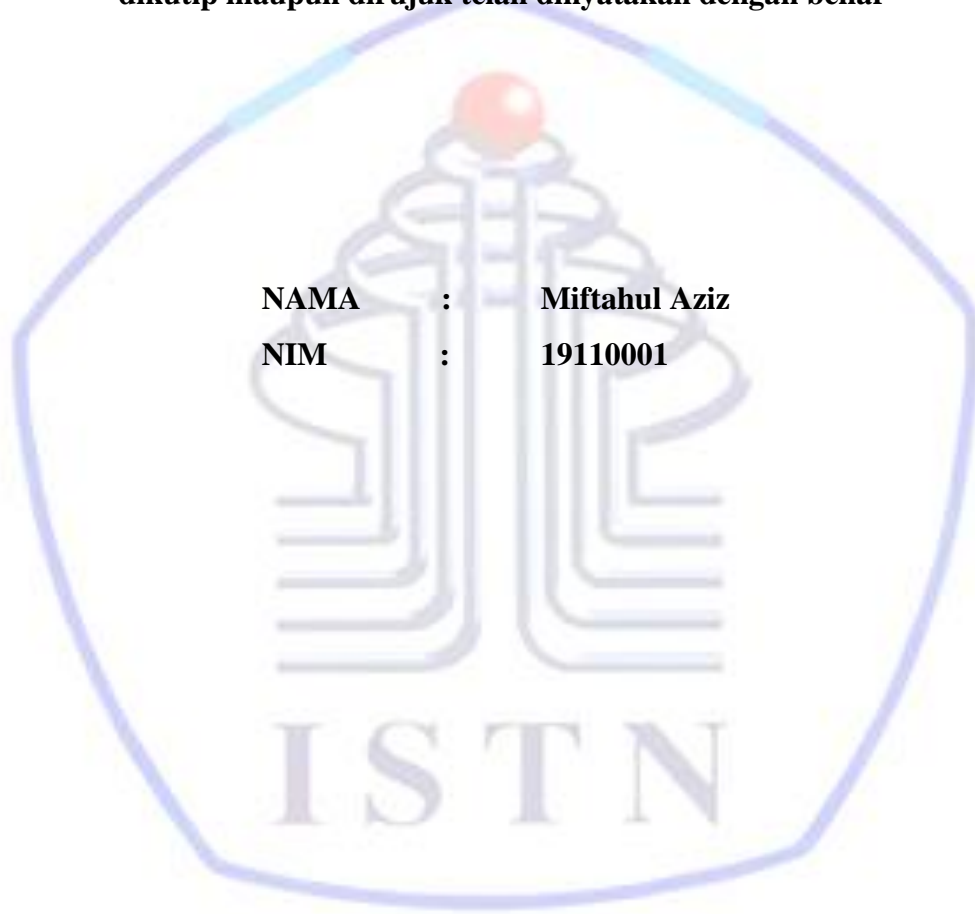 dikutip maupun dirujuk telah dinyatakan dengan benar
NAMA : Miftahul Aziz
NIM : 19110001
ISTN